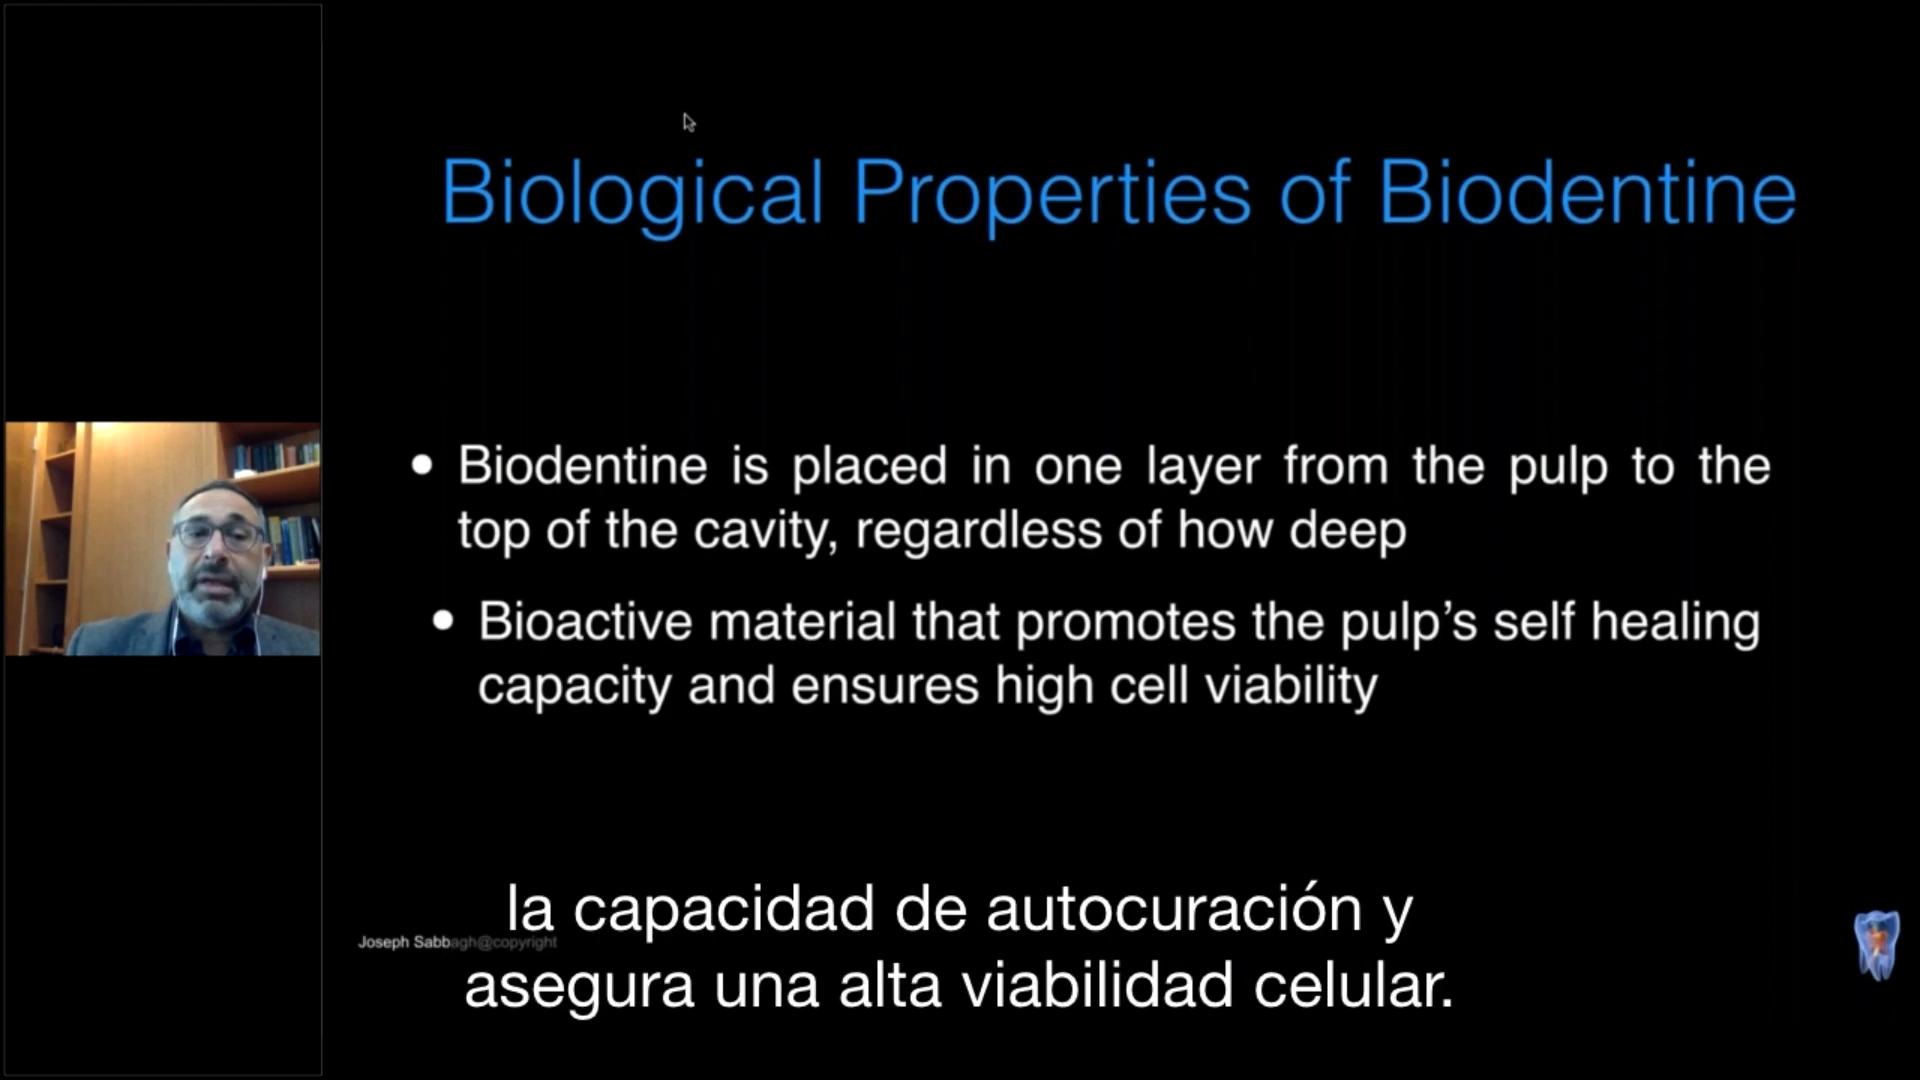 Biological Properties of Biodentine
• Biodentine is placed in one layer from the pulp to the
top of the cavity, regardless of how deep
• Bioactive material that promotes the pulp’s self healing
capacity and ensures high cell viability
la capacidad de autocuración y
Joseph Sabbagh@copyright
asegura una alta viabilidad celular.